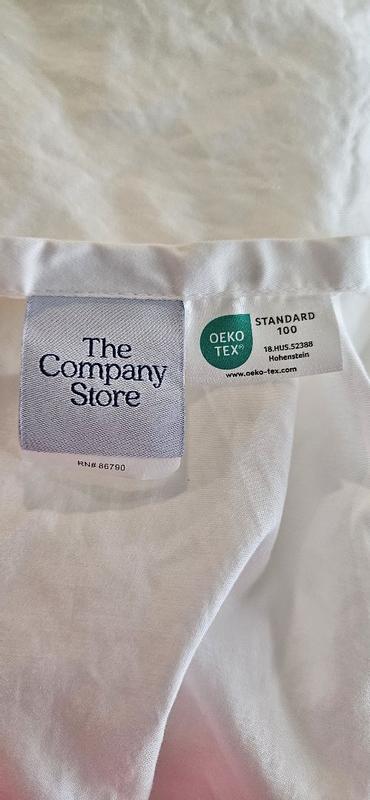 The
Company
Store
RN# 86790
OEKO
TEX®
STANDARD
100
18.HUS.52388
Hohenstein
www.oeko-tex.com